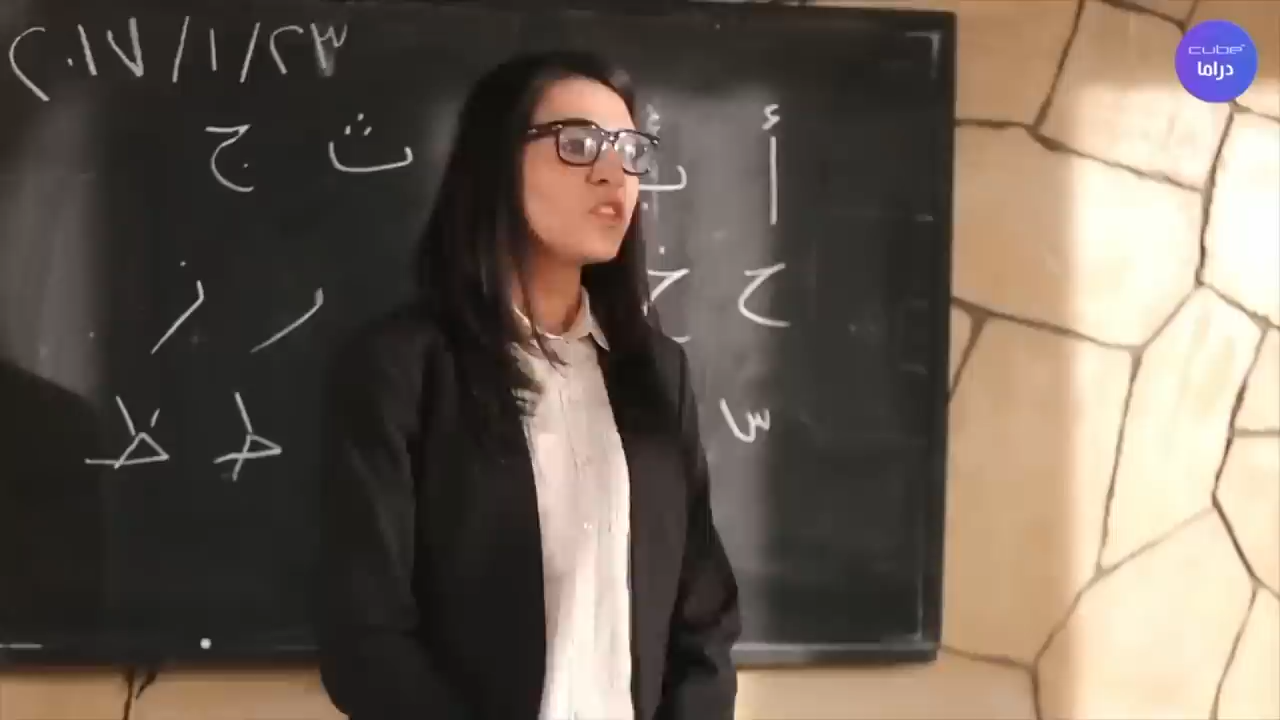 ٢٠١٧/١/٢٣
أ ب ت ج
ح خ ر ز
س ط ظ
cube
دراما